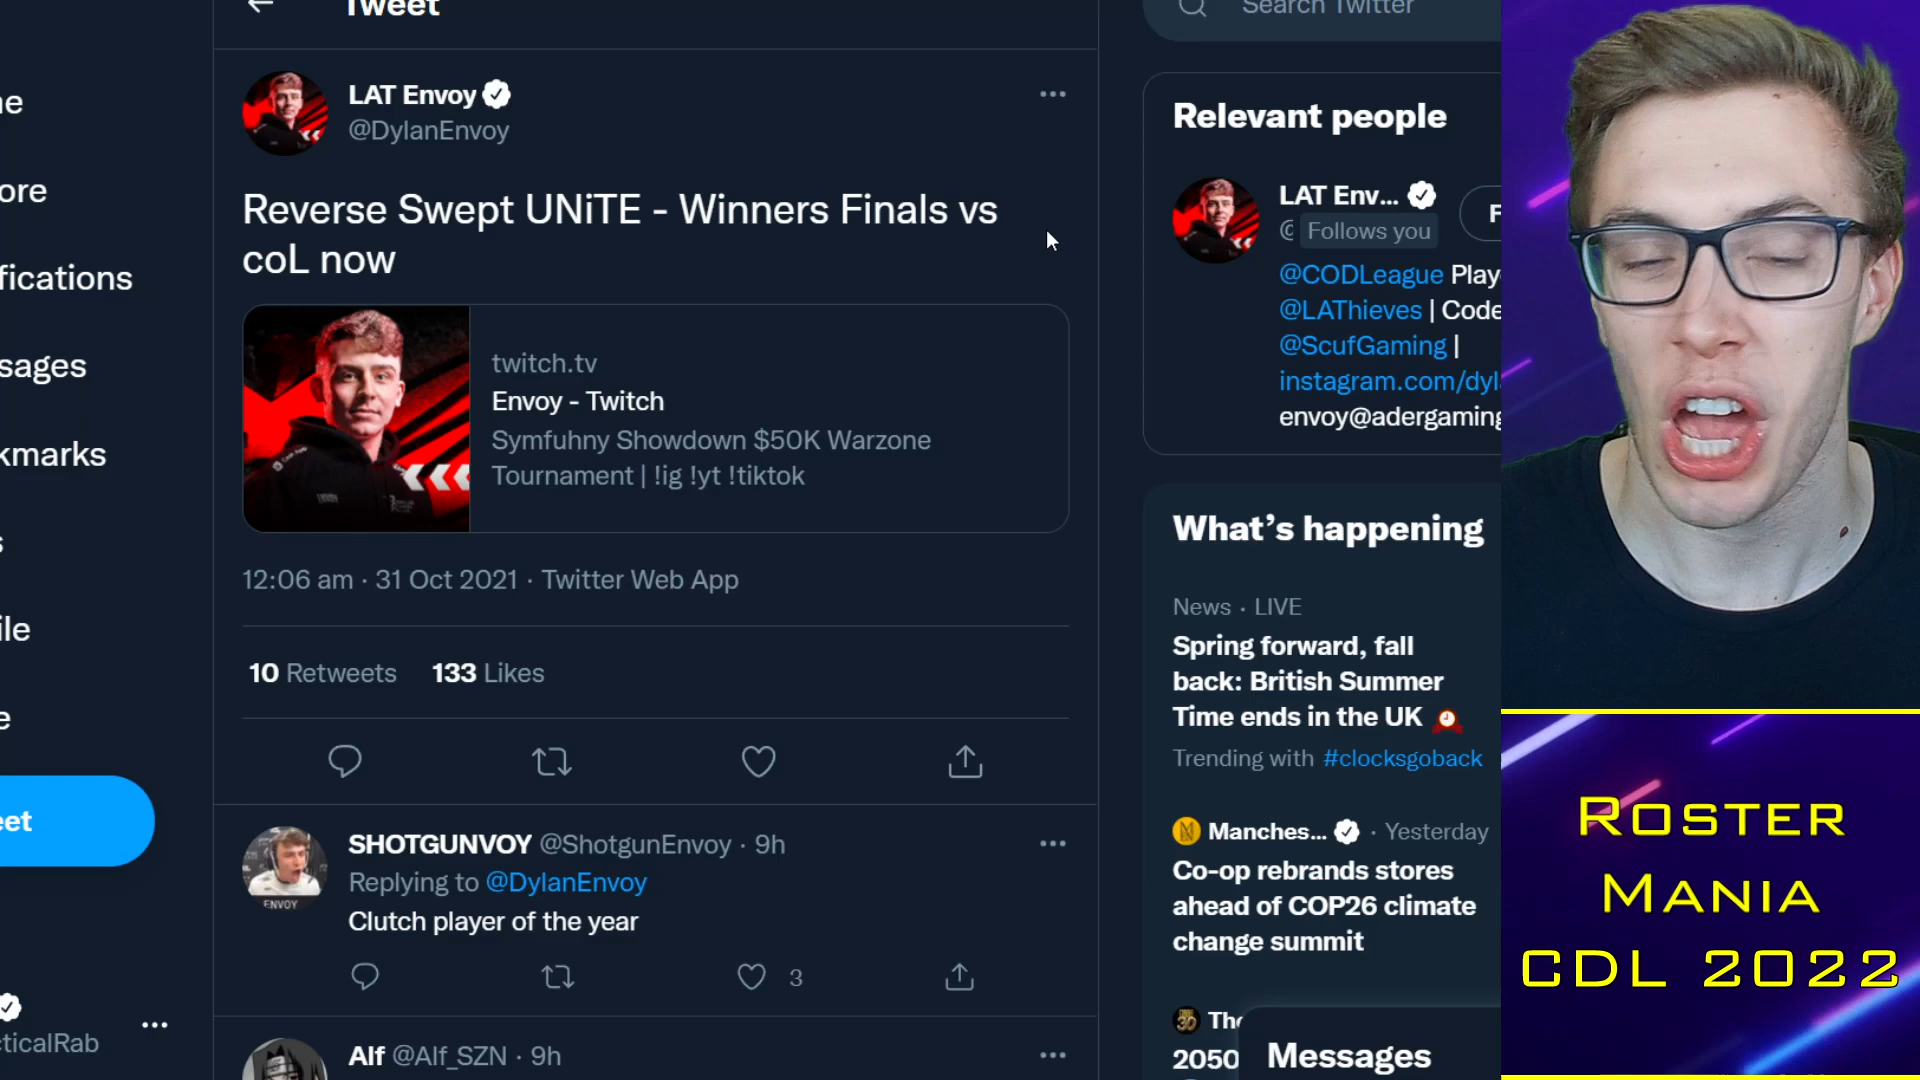 Tweet
Search Twitter
LAT Envoy
@DylanEnvoy
Reverse Swept UNiTE - Winners Finals vs
coL now
twitch.tv
Envoy - Twitch
Symfuhny Showdown $50K Warzone
Tournament | !ig !yt !tiktok
12:06 am · 31 Oct 2021 · Twitter Web App
10 Retweets 133 Likes
SHOTGUNVOY @ShotgunEnvoy · 9h
Replying to @DylanEnvoy
Clutch player of the year
3
ENVOY
Alf @Alf_SZN · 9h
ne
ore
fications
sages
kmarks
s
ile
e
eet
cticalRab
Relevant people
LAT Env...
@ Follows you
F
@CODLeague Play
@LAThieves | Code
@ScufGaming |
instagram.com/dyl
envoy@adergaming
What's happening
News · LIVE
Spring forward, fall
back: British Summer
Time ends in the UK
Trending with #clocksgoback
Manches... · Yesterday
Co-op rebrands stores
ahead of COP26 climate
change summit
The
2050
Messages
ROSTER
MANIA
CDL 2022